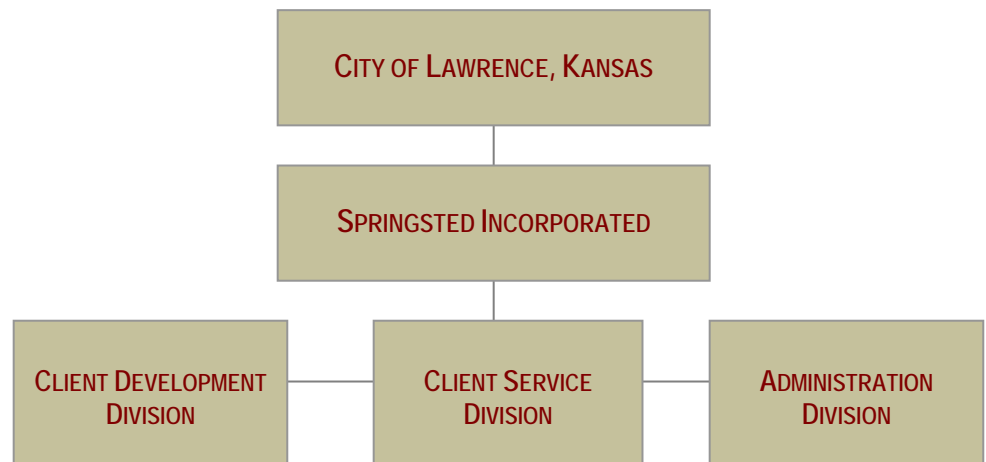 CITY OF LAWRENCE, KANSAS
SPRINGSTED INCORPORATED
CLIENT DEVELOPMENT
DIVISION
CLIENT SERVICE
DIVISION
ADMINISTRATION
DIVISION